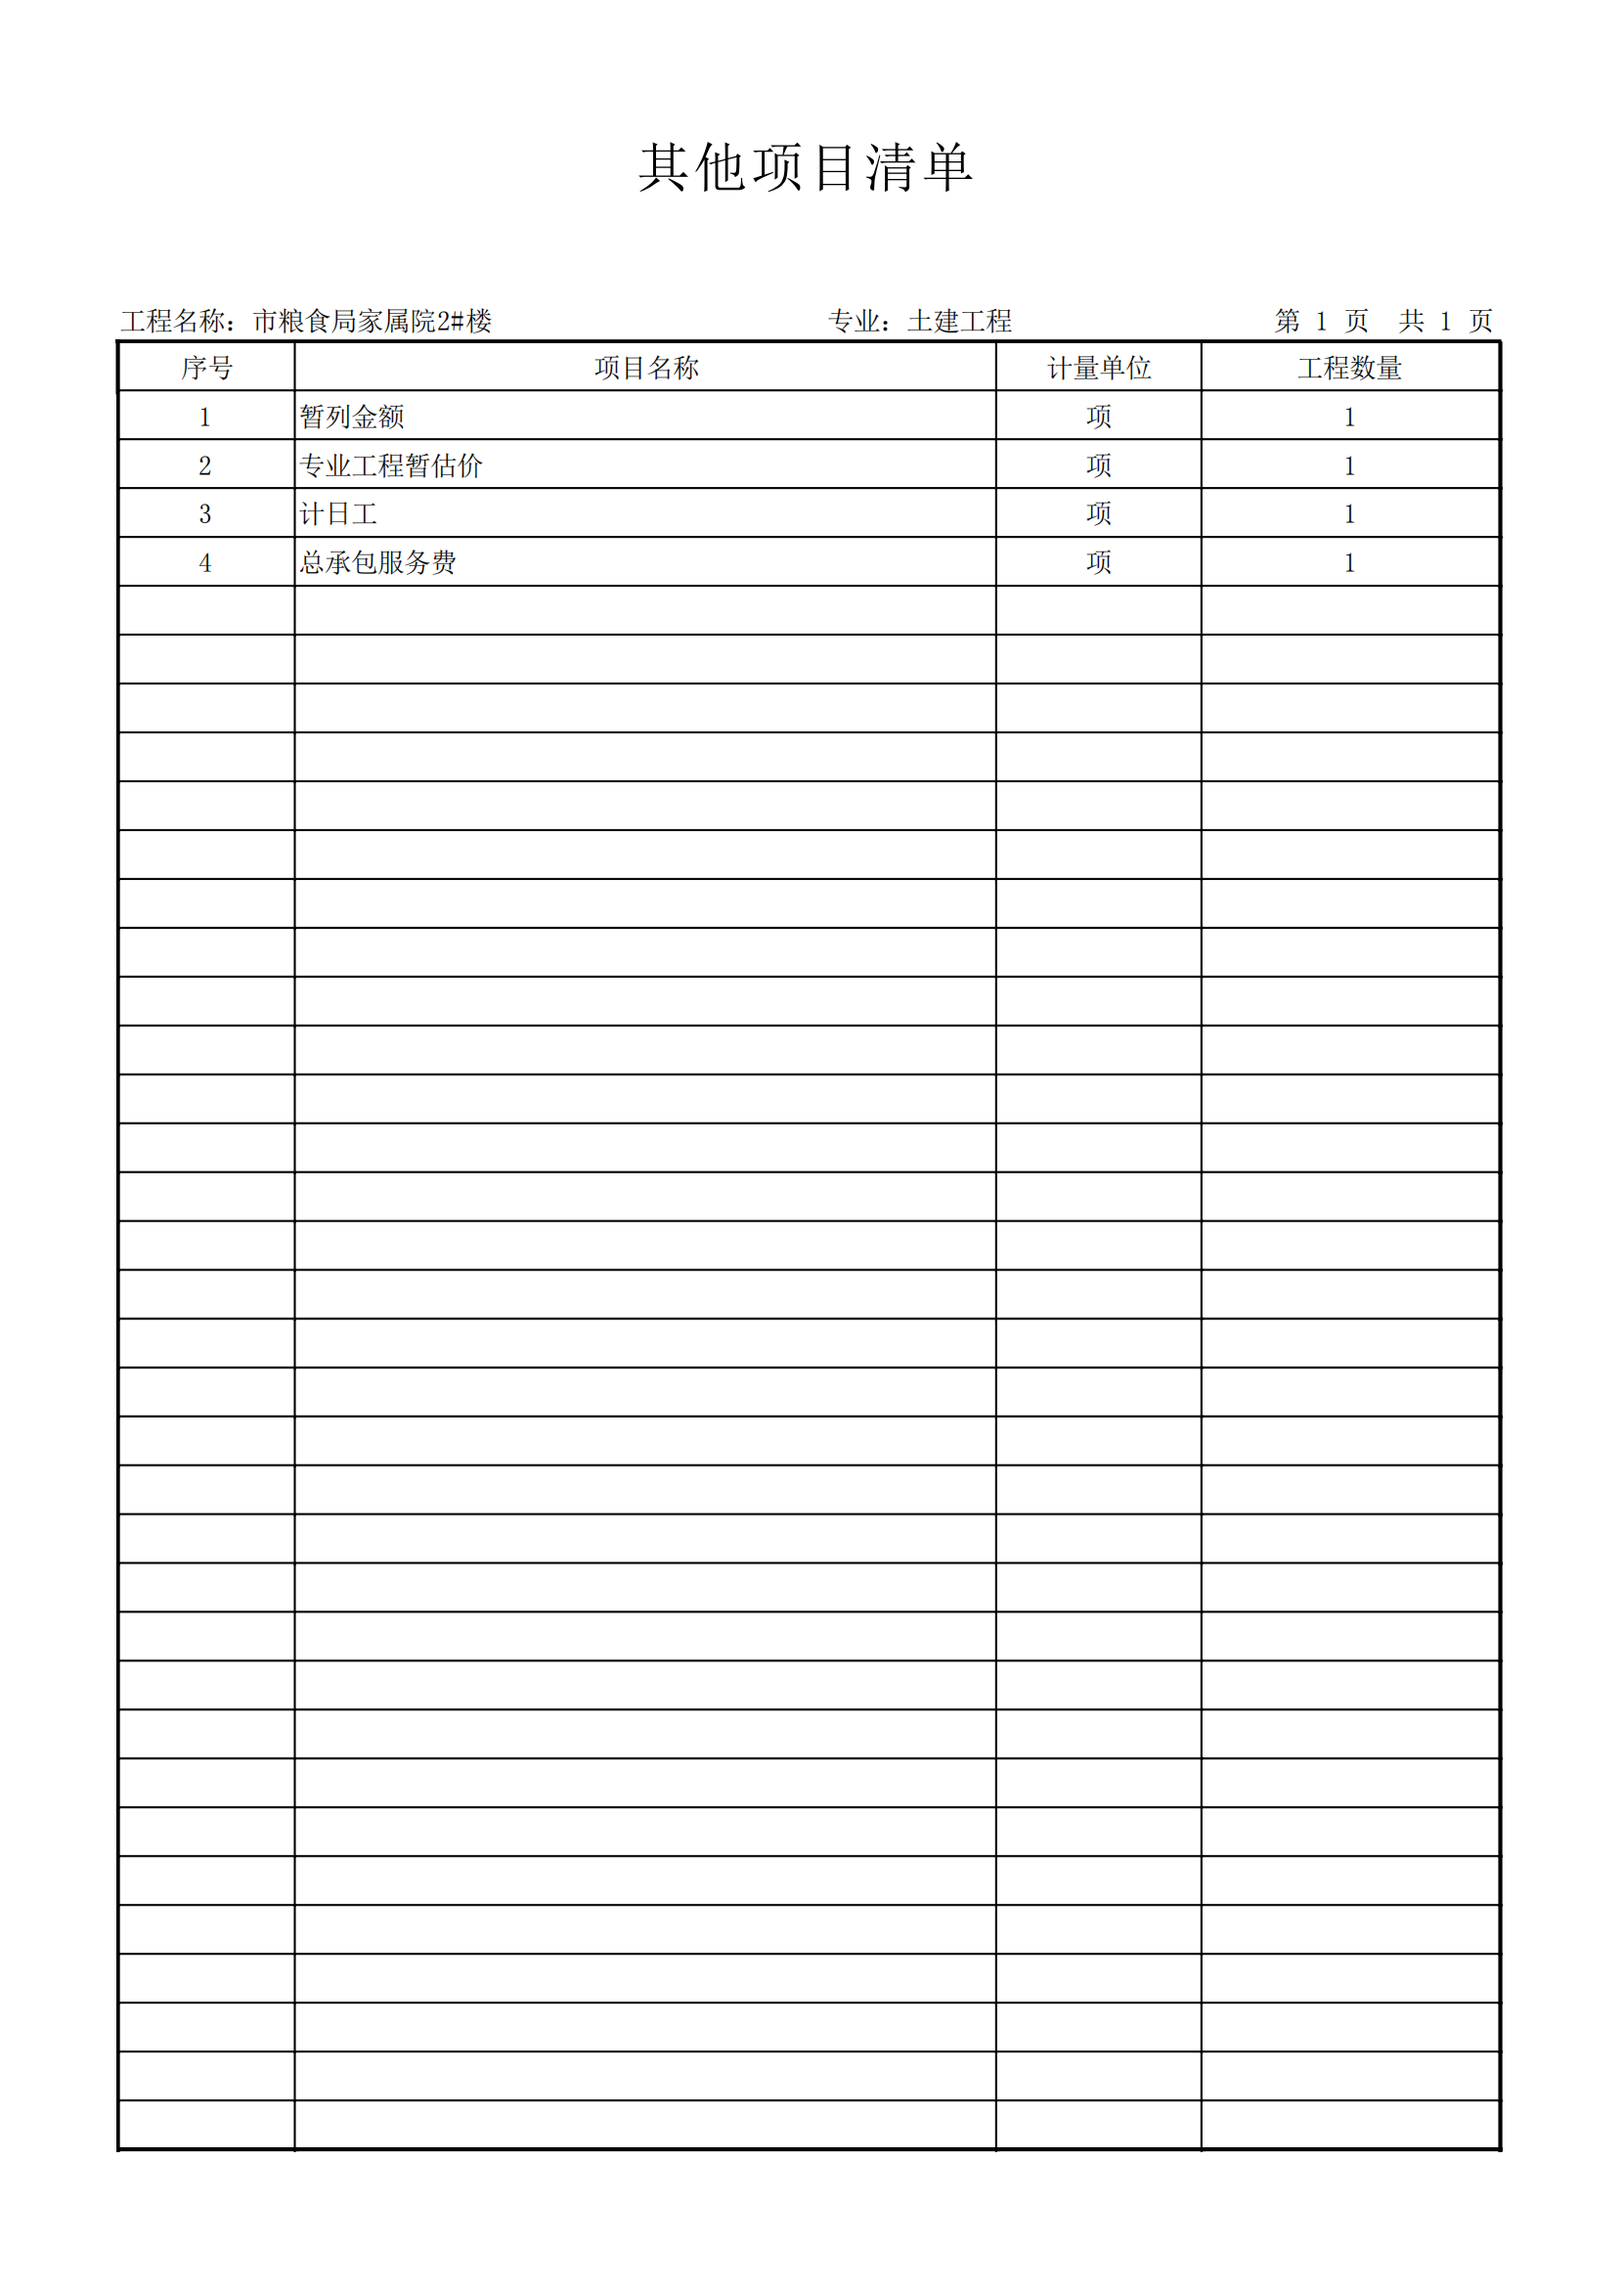 其他项目清单
工程名称：市粮食局家属院2#楼 专业：土建工程 第 1 页 共 1 页
序号 项目名称 计量单位 工程数量
1 暂列金额 项 1
2 专业工程暂估价 项 1
3 计日工 项 1
4 总承包服务费 项 1